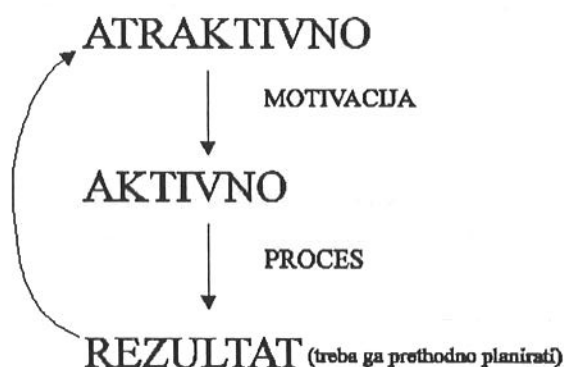 ATRAKTIVNO
MOTIVACIJA
AKTIVNO
PROCES
REZULTAT (treba ga prethodno planirati)